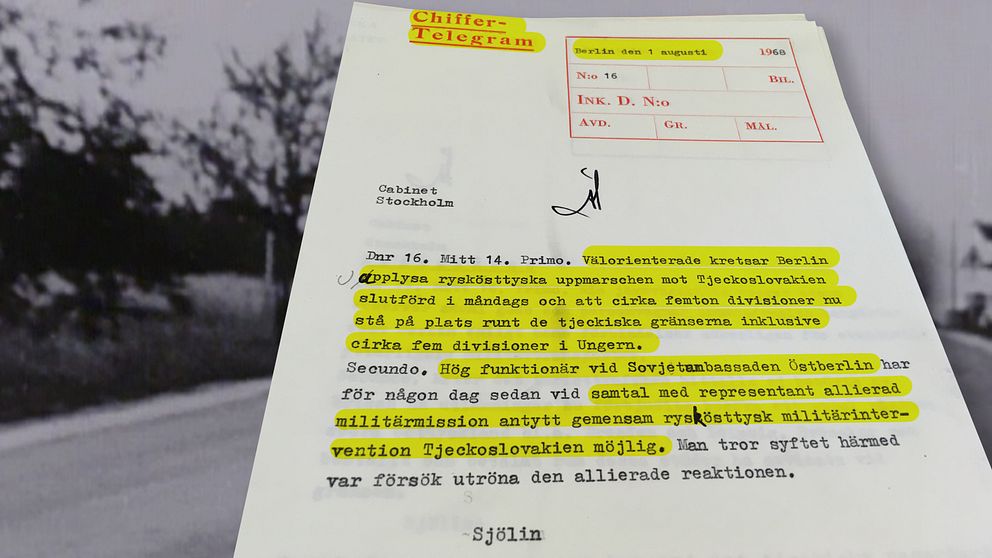 Chiffer-
Telegram
Berlin den 1 augusti 1968
N:o 16 BIL.
INK. D. N:o
AVD. GR. MÅL.
Cabinet
Stockholm
Dnr 16. Mitt 14. Primo. Välorienterade kretsar Berlin
upplysa ryskösttyska uppmarschen mot Tjeckoslovakien
slutförd i måndags och att cirka femton divisioner nu
stå på plats runt de tjeckiska gränserna inklusive
cirka fem divisioner i Ungern.
Secundo. Hög funktionär vid Sovjetambassaden Östberlin har
för någon dag sedan vid samtal med representant allierad
militärmission antytt gemensam ryskösttysk militärinter-
vention Tjeckoslovakien möjlig. Man tror syftet härmed
var försök utröna den allierade reaktionen.
Sjölin